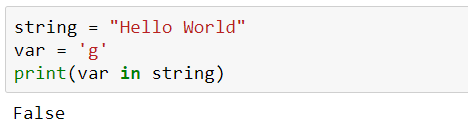 string = "Hello World"
var = 'g'
print(var in string)
False